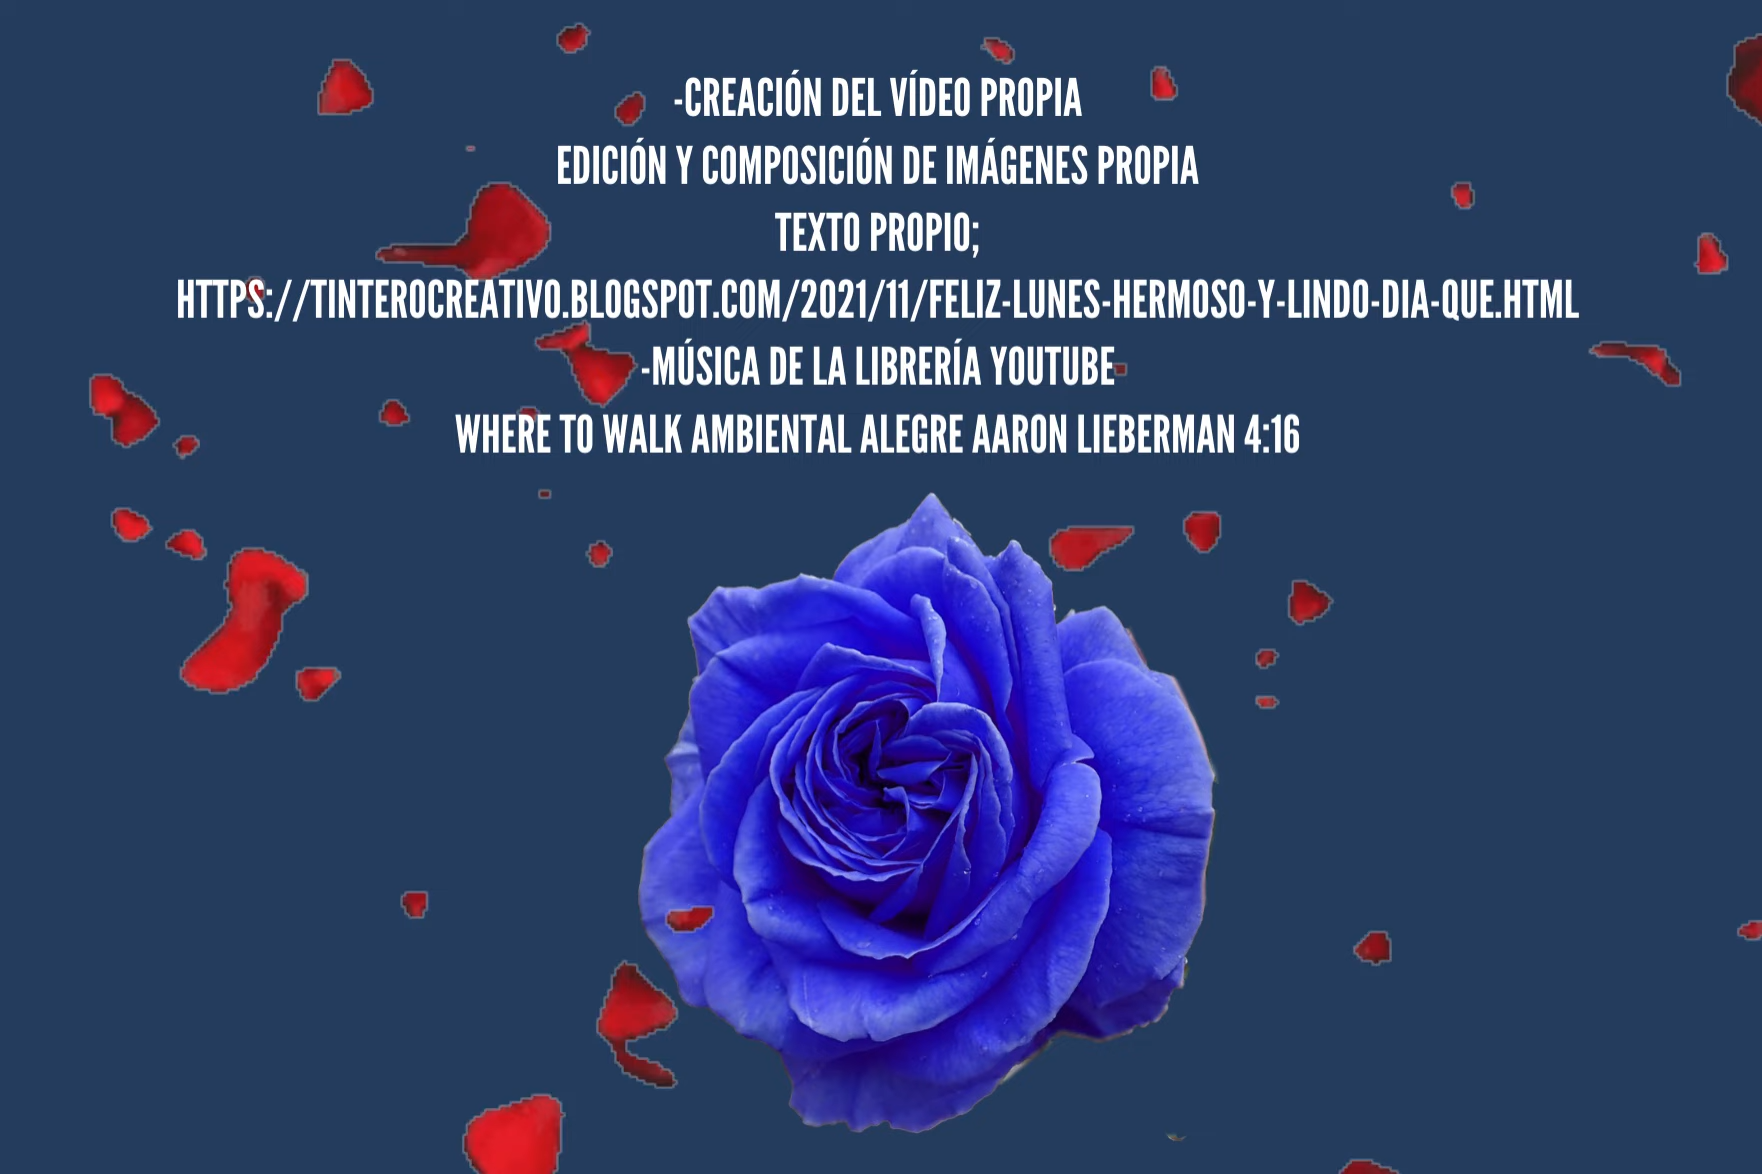 -CREACIÓN DEL VÍDEO PROPIA
EDICIÓN Y COMPOSICIÓN DE IMÁGENES PROPIA
TEXTO PROPIO;
HTTPS://TINTEROCREATIVO.BLOGSPOT.COM/2021/11/FELIZ-LUNES-HERMOSO-Y-LINDO-DIA-QUE.HTML
-MÚSICA DE LA LIBRERÍA YOUTUBE
WHERE TO WALK AMBIENTAL ALEGRE AARON LIEBERMAN 4:16